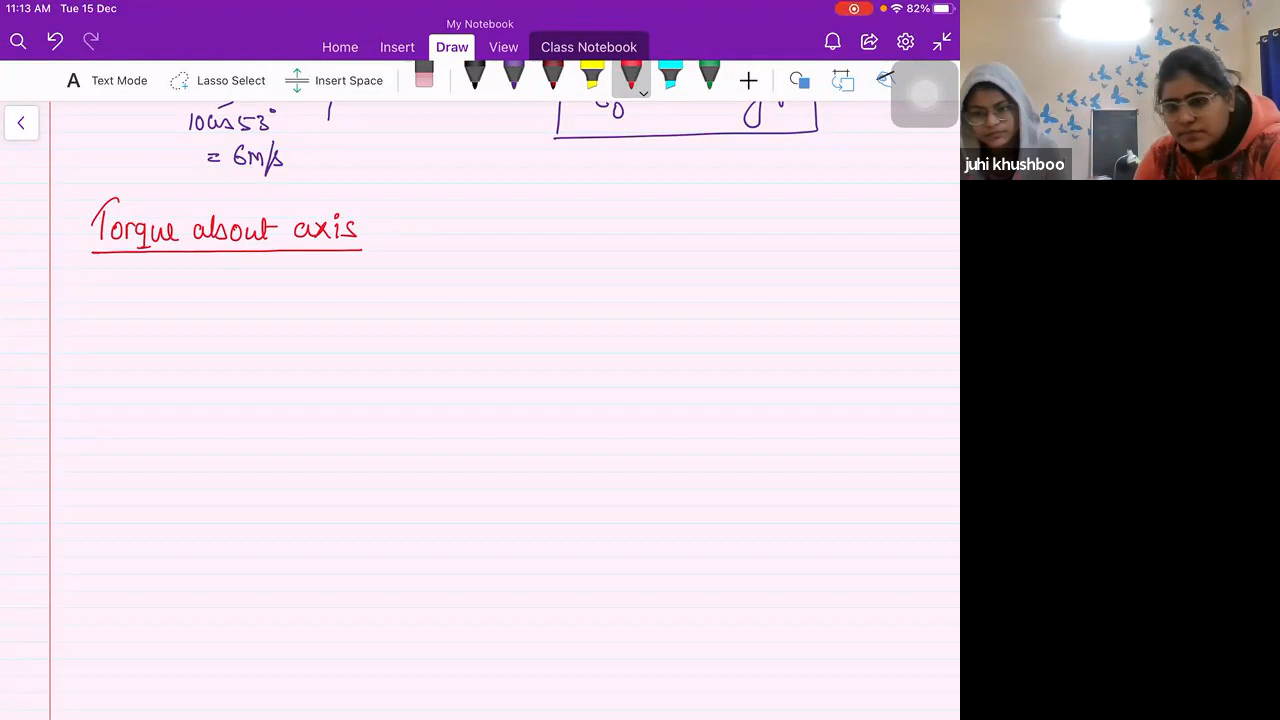 11:13 AM Tue 15 Dec
82%
My Notebook
Home Insert Draw View Class Notebook
Text Mode Lasso Select Insert Space
10cos53°
= 6m/s
Torque about axis
juhi khushboo